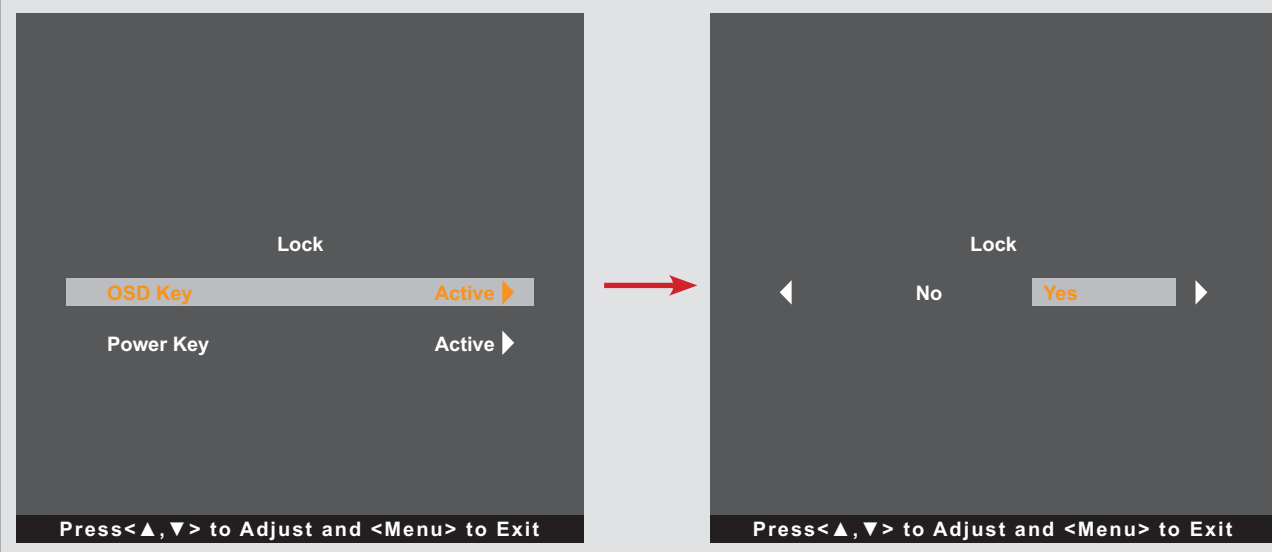 Lock
OSD Key Active
Power Key Active
Press<▲,▼> to Adjust and <Menu> to Exit
Lock
No Yes
Press<▲,▼> to Adjust and <Menu> to Exit